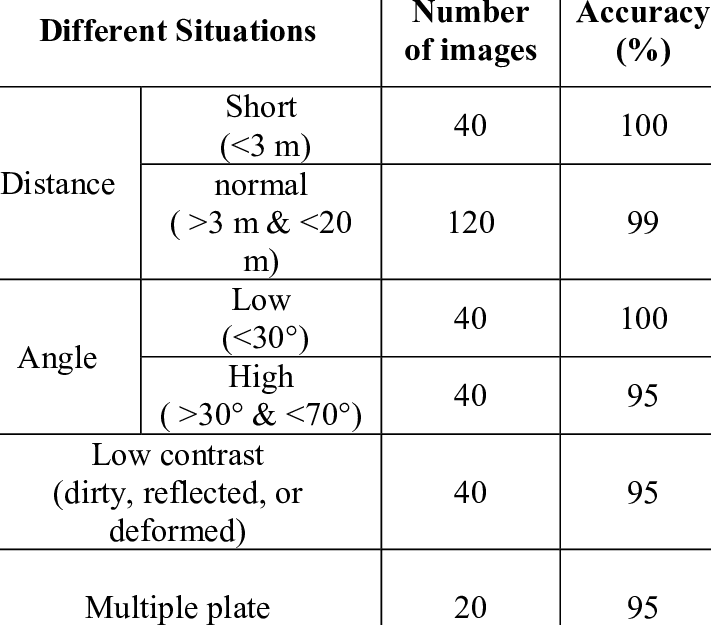 Different Situations
Number
of images
Accuracy
(%)
Distance
Short
(<3 m)
40
100
normal
( >3 m & <20
m)
120
99
Angle
Low
(<30°)
40
100
High
( >30° & <70°)
40
95
Low contrast
(dirty, reflected, or
deformed)
40
95
Multiple plate
20
95